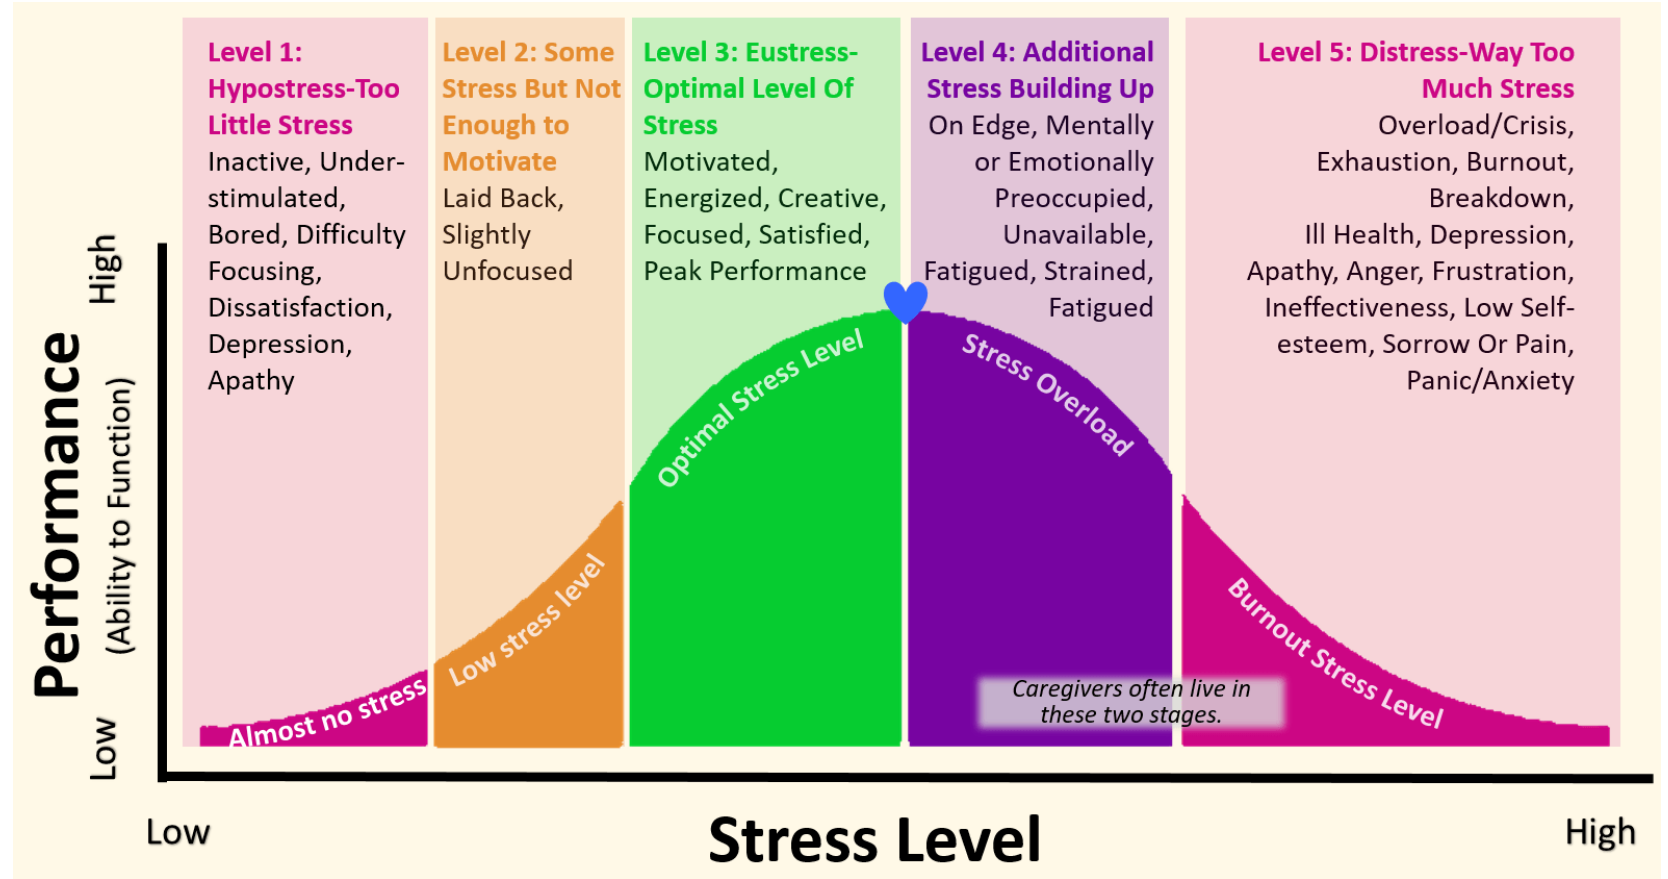 Level 1:
Hypostress-Too
Little Stress
Inactive, Under-
stimulated,
Bored, Difficulty
Focusing,
Dissatisfaction,
Depression,
Apathy
Level 2: Some
Stress But Not
Enough to
Motivate
Laid Back,
Slightly
Unfocused
Level 3: Eustress-
Optimal Level Of
Stress
Motivated,
Energized, Creative,
Focused, Satisfied,
Peak Performance
Level 4: Additional
Stress Building Up
On Edge, Mentally
or Emotionally
Preoccupied,
Unavailable,
Fatigued, Strained,
Fatigued
Level 5: Distress-Way Too
Much Stress
Overload/Crisis,
Exhaustion, Burnout,
Breakdown,
Ill Health, Depression,
Apathy, Anger, Frustration,
Ineffectiveness, Low Self-
esteem, Sorrow Or Pain,
Panic/Anxiety
High
Performance
(Ability to Function)
Low
Almost no stress
Low stress level
Optimal Stress Level
Stress Overload
Burnout Stress Level
Caregivers often live in
these two stages.
Low
Stress Level
High